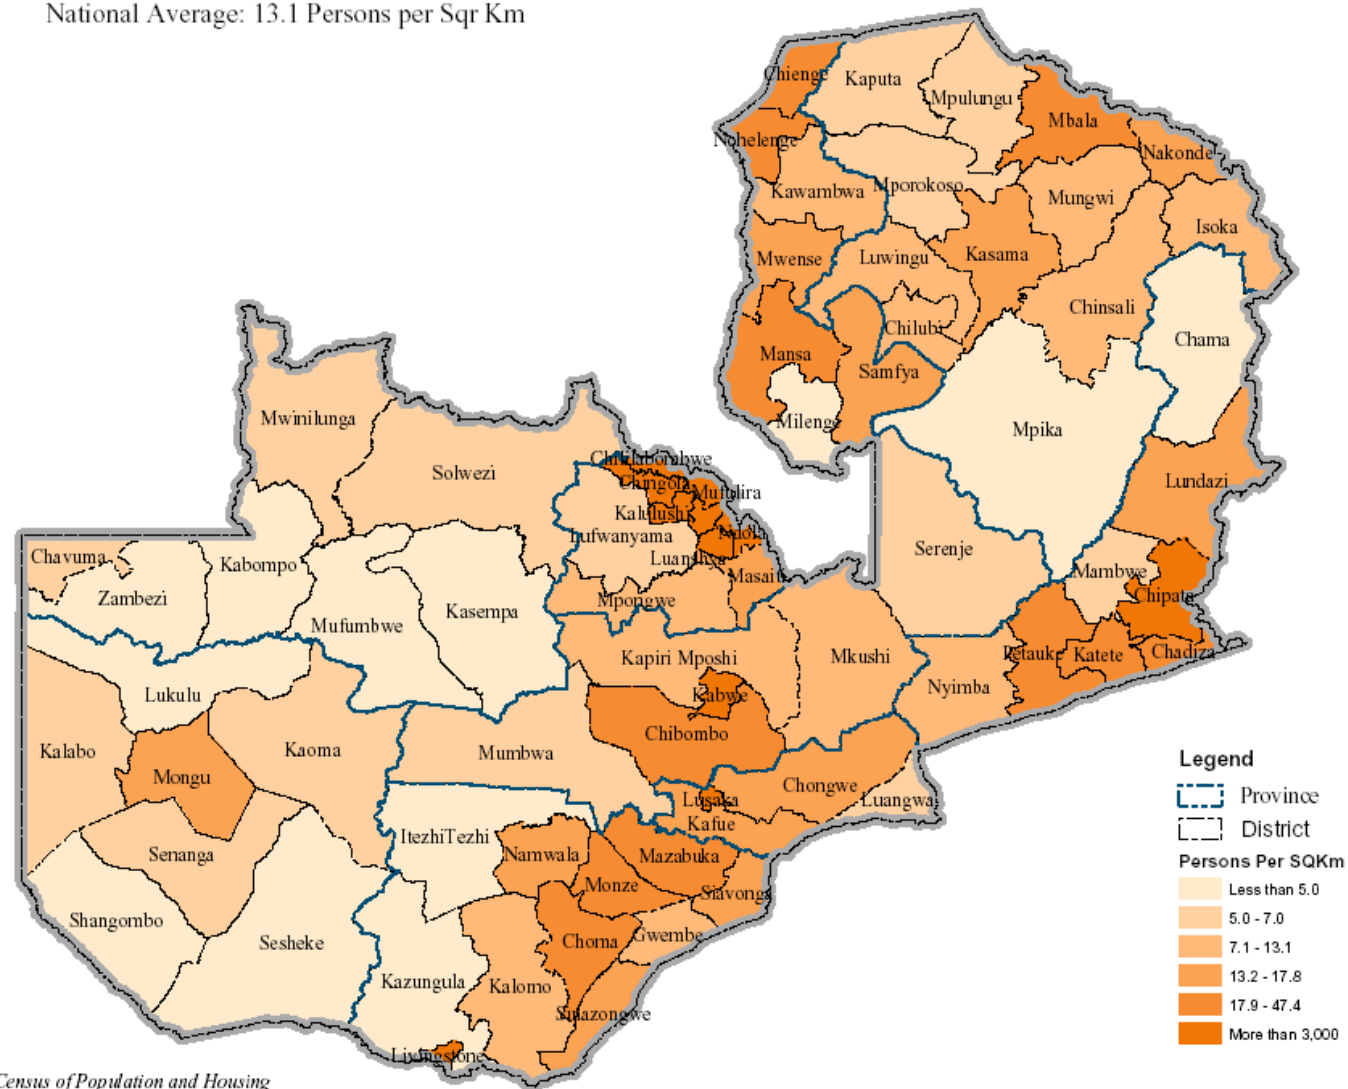 National Average: 13.1 Persons per Sqr Km
Chienge
Kaputa
Mpulungu
Mbala
Nchelenge
Nakonde
Kawambwa
Mporokoso
Mungwi
Isoka
Mwense
Luwingu
Kasama
Chinsali
Chilubi
Chama
Mansa
Samfya
Milenge
Mpika
Mwinilunga
Solwezi
Chililabombwe
Chingola
Mufulira
Lundazi
Kalulushi
Lufwanyama
Ndola
Serenje
Chavuma
Kabompo
Luanshya
Masaiti
Mambwe
Zambezi
Kasempa
Mpongwe
Chipata
Mufumbwe
Kapiri Mposhi
Mkushi
Petauke
Katete
Chadiza
Lukulu
Kabwe
Nyimba
Kalabo
Kaoma
Mumbwa
Chibombo
Mongu
Chongwe
Lusaka
Luangwa
Kafue
ItezhiTezhi
Senanga
Namwala
Mazabuka
Monze
Siavonga
Shangombo
Sesheke
Choma
Gwembe
Kazungula
Kalomo
Sinazongwe
Livingstone
Legend
Province
District
Persons Per SQKm
Less than 5.0
5.0 - 7.0
7.1 - 13.1
13.2 - 17.8
17.9 - 47.4
More than 3,000
Census of Population and Housing